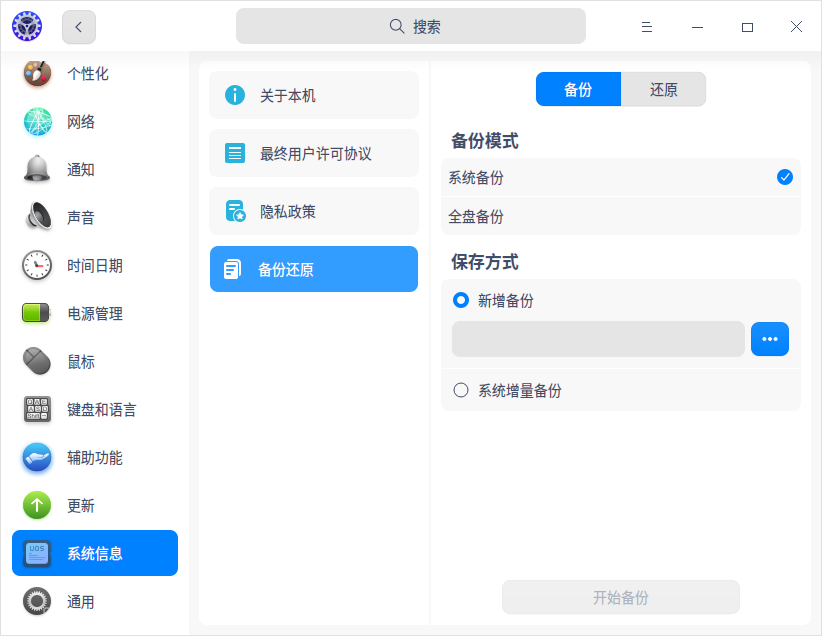 搜索
个性化
网络
通知
声音
时间日期
电源管理
鼠标
键盘和语言
辅助功能
更新
UOS
系统信息
通用
关于本机
最终用户许可协议
隐私政策
备份还原
备份
还原
备份模式
系统备份
全盘备份
保存方式
新增备份
系统增量备份
开始备份